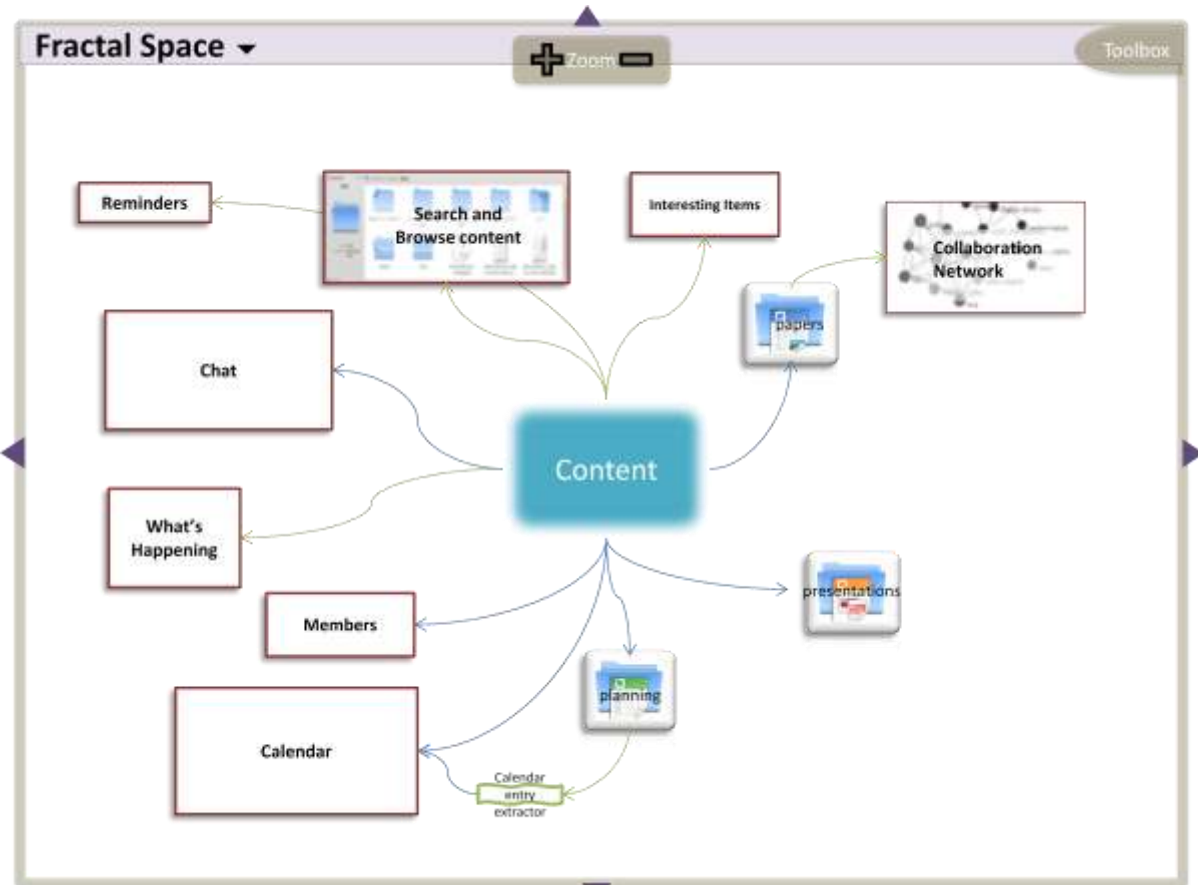 Fractal Space
Zoom
Toolbox
Reminders
Search and
Browse content
Interesting Items
Collaboration
Network
papers
Chat
Content
What's
Happening
presentations
Members
planning
Calendar
Calendar
entry
extractor